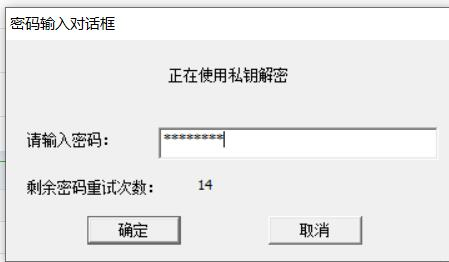 密码输入对话框
正在使用私钥解密
请输入密码：
********
剩余密码重试次数：
14
确定
取消